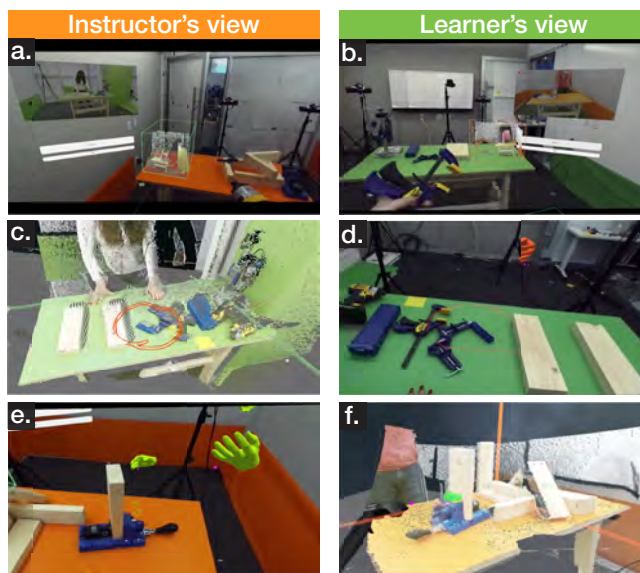 Instructor's view
Learner's view
a.
b.
c.
d.
e.
f.